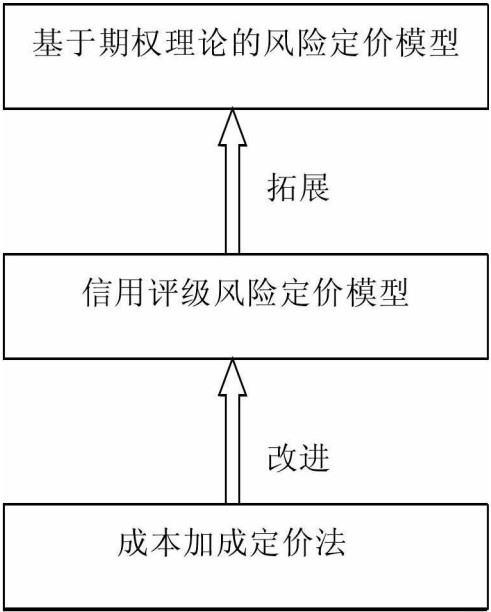 基于期权理论的风险定价模型
拓展
信用评级风险定价模型
改进
成本加成定价法